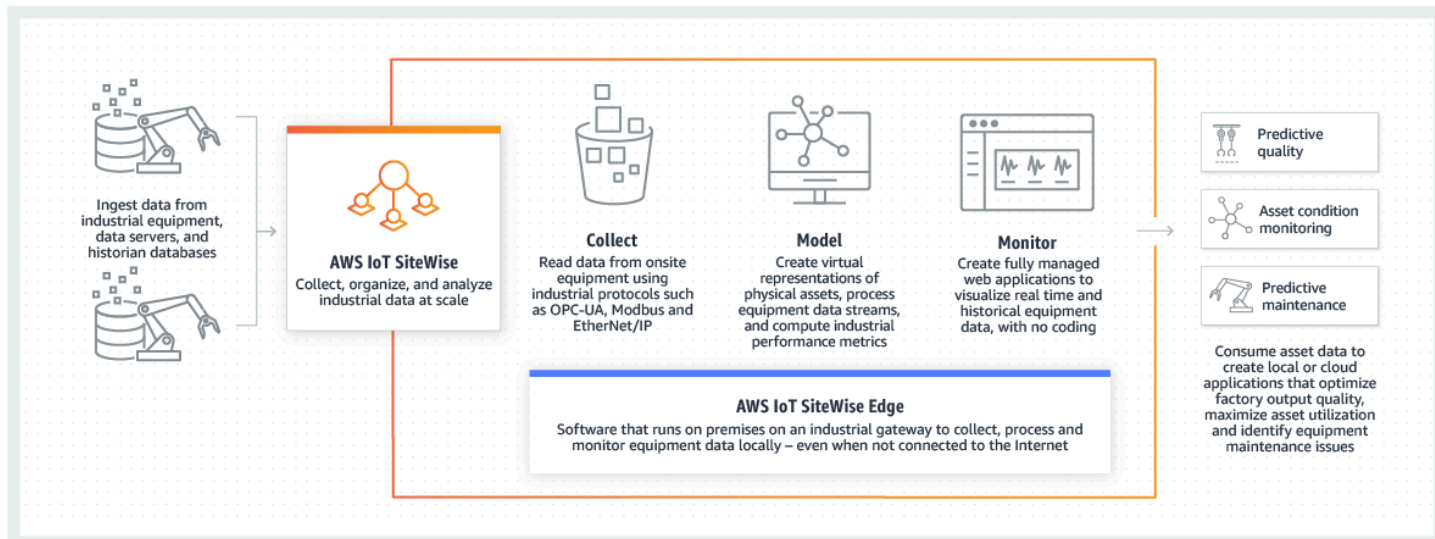 Ingest data from
industrial equipment,
data servers, and
historian databases
AWS IoT SiteWise
Collect, organize, and analyze
industrial data at scale
Collect
Read data from onsite
equipment using
industrial protocols such
as OPC-UA, Modbus and
EtherNet/IP
Model
Create virtual
representations of
physical assets, process
equipment data streams,
and compute industrial
performance metrics
Monitor
Create fully managed
web applications to
visualize real time and
historical equipment
data, with no coding
AWS IoT SiteWise Edge
Software that runs on premises on an industrial gateway to collect, process and
monitor equipment data locally – even when not connected to the Internet
Predictive
quality
Asset condition
monitoring
Predictive
maintenance
Consume asset data to
create local or cloud
applications that optimize
factory output quality,
maximize asset utilization
and identify equipment
maintenance issues